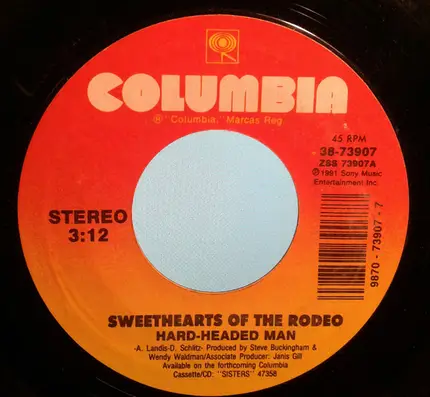 COLUMBIA
® "Columbia," Marcas Reg
45 RPM
38-73907
ZSS 73907A
℗ 1991 Sony Music
Entertainment Inc.
STEREO
3:12
9870 - 73907 - 7
SWEETHEARTS OF THE RODEO
HARD-HEADED MAN
-A. Landis-D. Schlitz- Produced by Steve Buckingham &
Wendy Waldman/Associate Producer: Janis Gill
Available on the forthcoming Columbia
Cassette/CD: "SISTERS" 47358